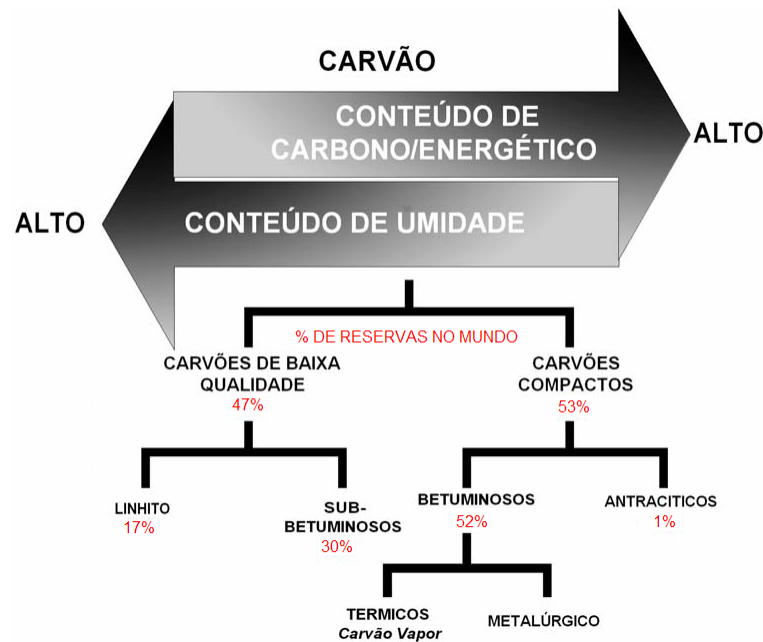 CARVÃO
CONTEÚDO DE
CARBONO/ENERGÉTICO
ALTO
ALTO
CONTEÚDO DE UMIDADE
% DE RESERVAS NO MUNDO
CARVÕES DE BAIXA
QUALIDADE
47%
CARVÕES
COMPACTOS
53%
LINHITO
17%
SUB-
BETUMINOSOS
30%
BETUMINOSOS
52%
ANTRACITICOS
1%
TERMICOS
Carvão Vapor
METALÚRGICO